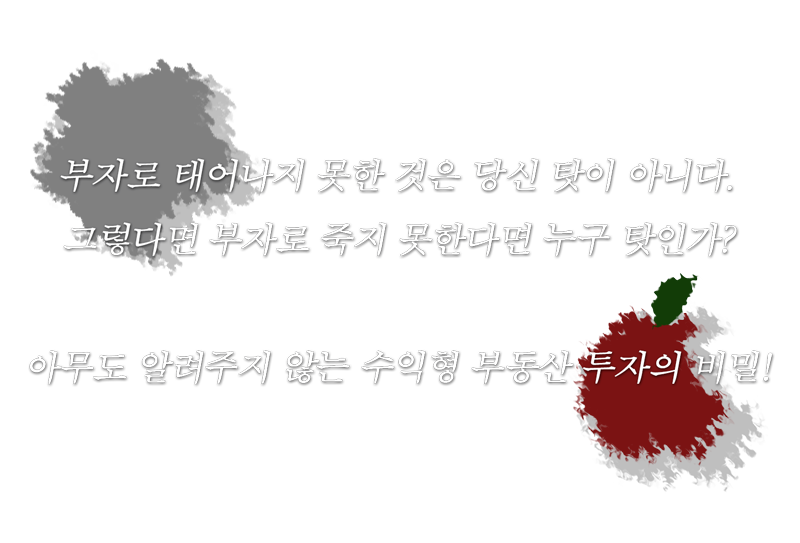 부자로 태어나지 못한 것은 당신 탓이 아니다.
그렇다면 부자로 죽지 못한다면 누구 탓인가?
아무도 알려주지 않는 수익형 부동산 투자의 비밀!